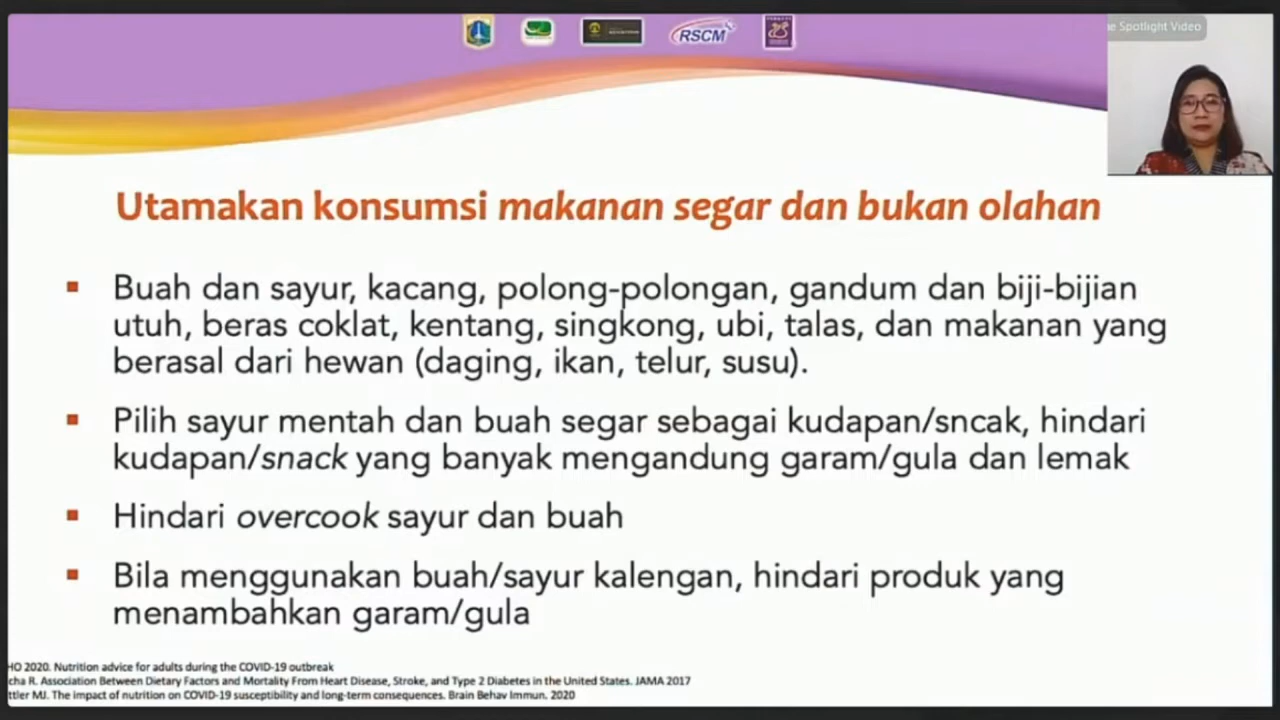 RSCM
e Spotlight Video
Utamakan konsumsi makanan segar dan bukan olahan
Buah dan sayur, kacang, polong-polongan, gandum dan biji-bijian
utuh, beras coklat, kentang, singkong, ubi, talas, dan makanan yang
berasal dari hewan (daging, ikan, telur, susu).
Pilih sayur mentah dan buah segar sebagai kudapan/sncak, hindari
kudapan/snack yang banyak mengandung garam/gula dan lemak
Hindari overcook sayur dan buah
Bila menggunakan buah/sayur kalengan, hindari produk yang
menambahkan garam/gula
HO 2020. Nutrition advice for adults during the COVID-19 outbreak
cha R. Association Between Dietary Factors and Mortality From Heart Disease, Stroke, and Type 2 Diabetes in the United States. JAMA 2017
ttler MJ. The impact of nutrition on COVID-19 susceptibility and long-term consequences. Brain Behav Immun. 2020